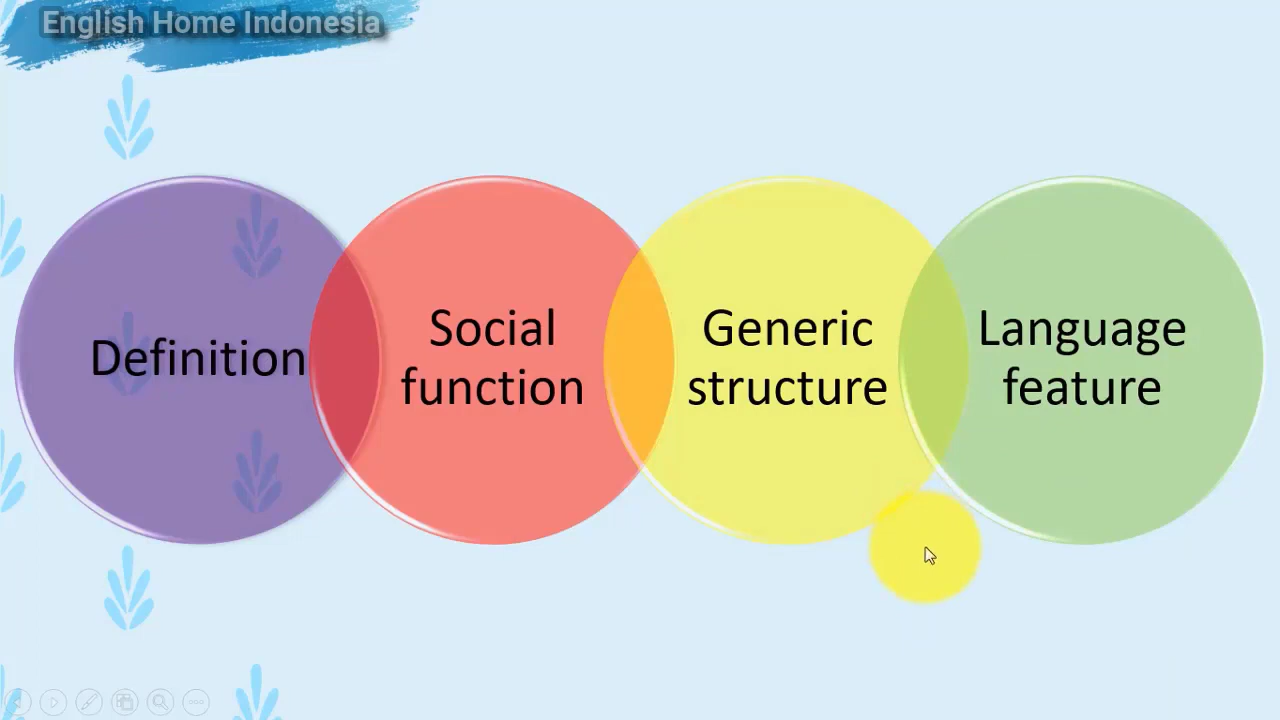 English Home Indonesia
Definition
Social
function
Generic
structure
Language
feature